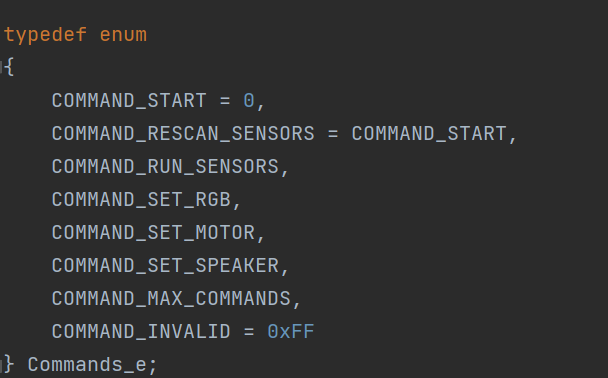 typedef enum
{
    COMMAND_START = 0,
    COMMAND_RESCAN_SENSORS = COMMAND_START,
    COMMAND_RUN_SENSORS,
    COMMAND_SET_RGB,
    COMMAND_SET_MOTOR,
    COMMAND_SET_SPEAKER,
    COMMAND_MAX_COMMANDS,
    COMMAND_INVALID = 0xFF
} Commands_e;